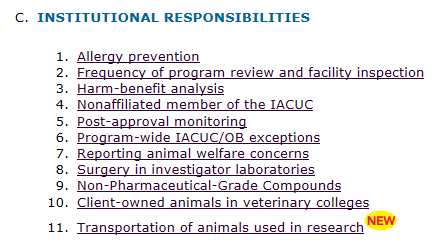 C. INSTITUTIONAL RESPONSIBILITIES
1. Allergy prevention
2. Frequency of program review and facility inspection
3. Harm-benefit analysis
4. Nonaffiliated member of the IACUC
5. Post-approval monitoring
6. Program-wide IACUC/OB exceptions
7. Reporting animal welfare concerns
8. Surgery in investigator laboratories
9. Non-Pharmaceutical-Grade Compounds
10. Client-owned animals in veterinary colleges
11. Transportation of animals used in research NEW